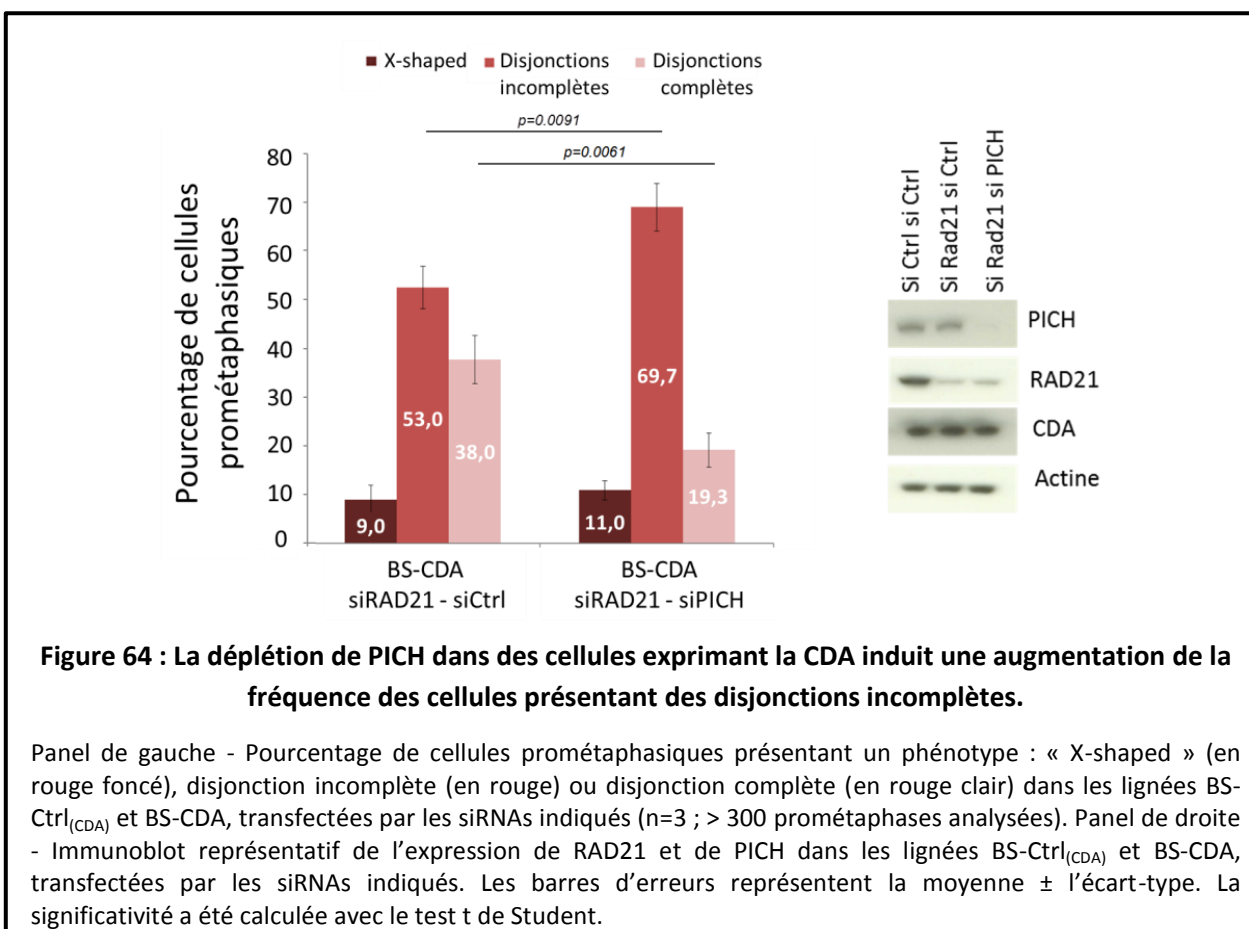 X-shaped Disjonctions incomplètes Disjonctions complètes
p=0.0091
p=0.0061
Pourcentage de cellules prométaphasiques
80
70
60
50
40
30
20
10
0
9,0
53,0
38,0
11,0
69,7
19,3
BS-CDA
siRAD21 - siCtrl
BS-CDA
siRAD21 - siPICH
Si Ctrl si Ctrl
Si Rad21 si Ctrl
Si Rad21 si PICH
PICH
RAD21
CDA
Actine
Figure 64 : La déplétion de PICH dans des cellules exprimant la CDA induit une augmentation de la
fréquence des cellules présentant des disjonctions incomplètes.
Panel de gauche - Pourcentage de cellules prométaphasiques présentant un phénotype : « X-shaped » (en
rouge foncé), disjonction incomplète (en rouge) ou disjonction complète (en rouge clair) dans les lignées BS-
Ctrl(CDA) et BS-CDA, transfectées par les siRNAs indiqués (n=3 ; > 300 prométaphases analysées). Panel de droite
- Immunoblot représentatif de l’expression de RAD21 et de PICH dans les lignées BS-Ctrl(CDA) et BS-CDA,
transfectées par les siRNAs indiqués. Les barres d’erreurs représentent la moyenne ± l’écart-type. La
significativité a été calculée avec le test t de Student.